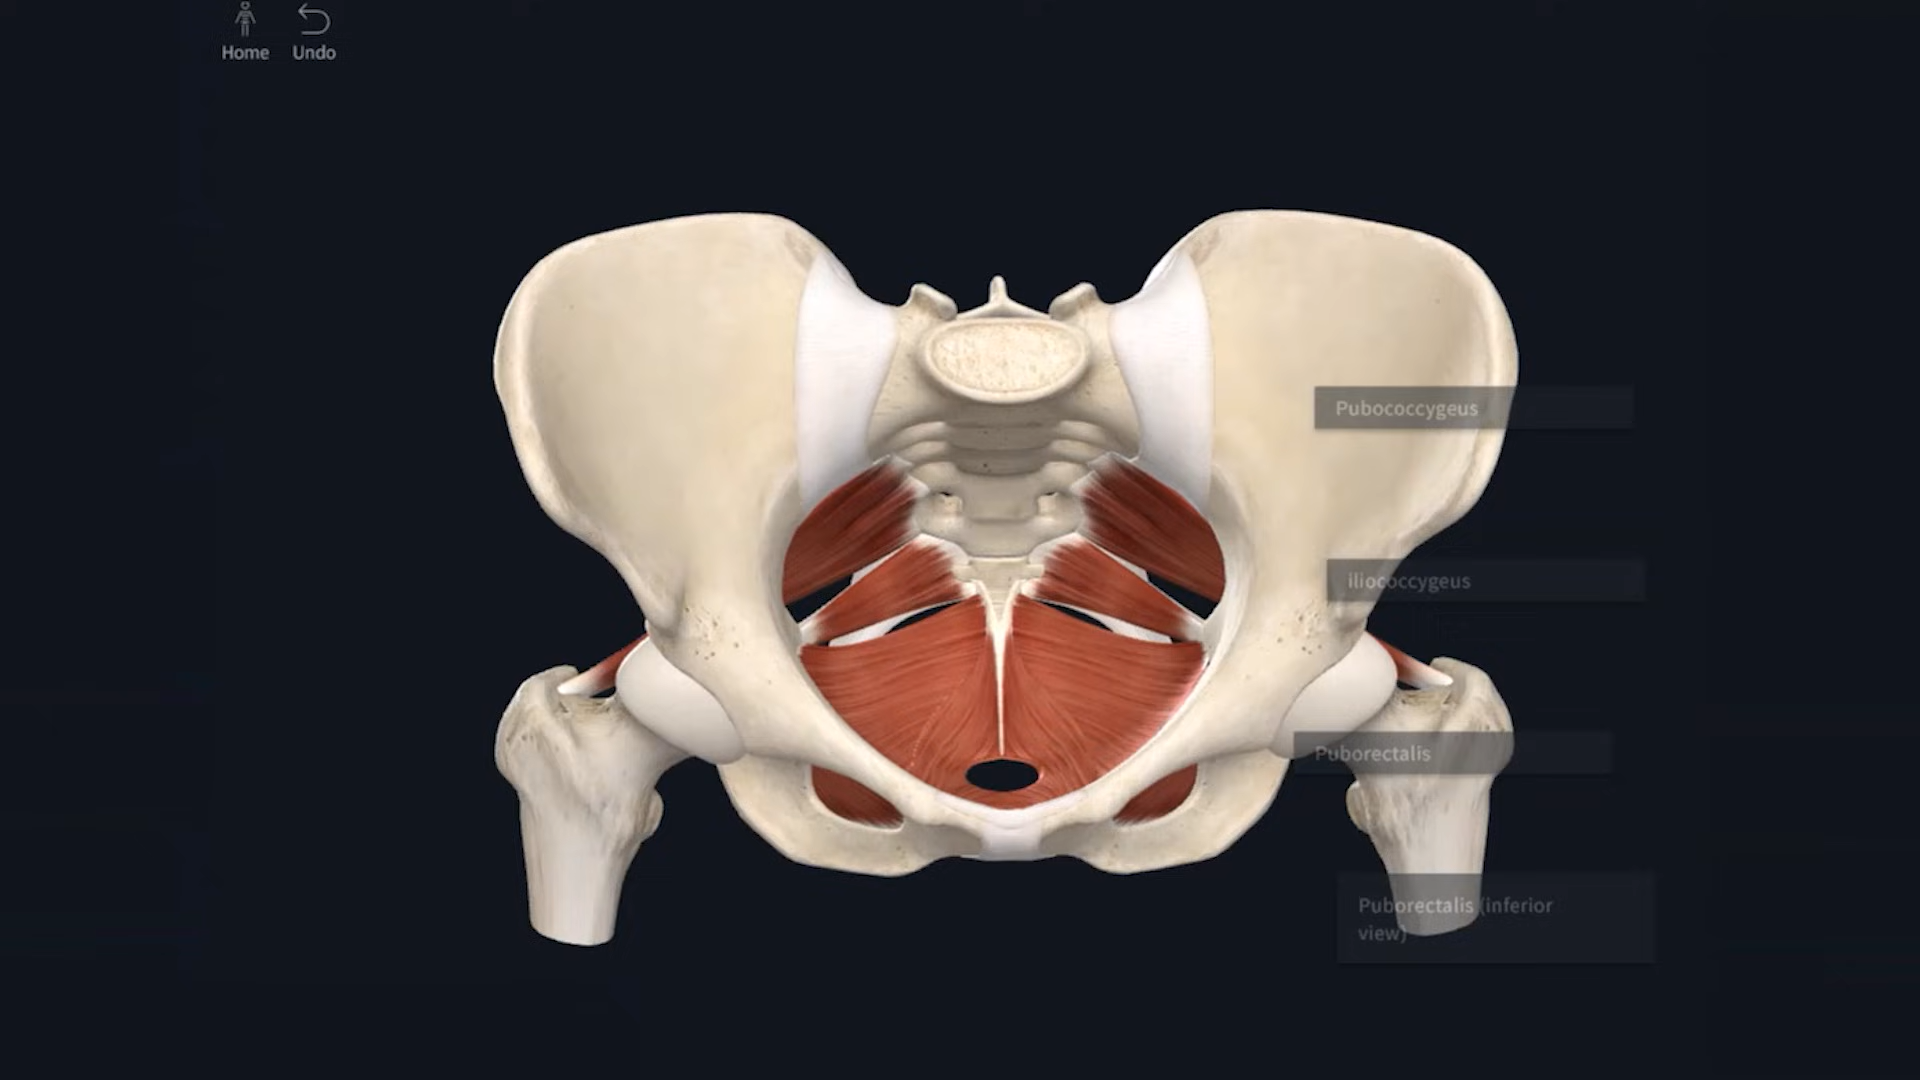 Home Undo
Pubococcygeus
iliococcygeus
Puborectalis
Puborectalis (inferior
view)